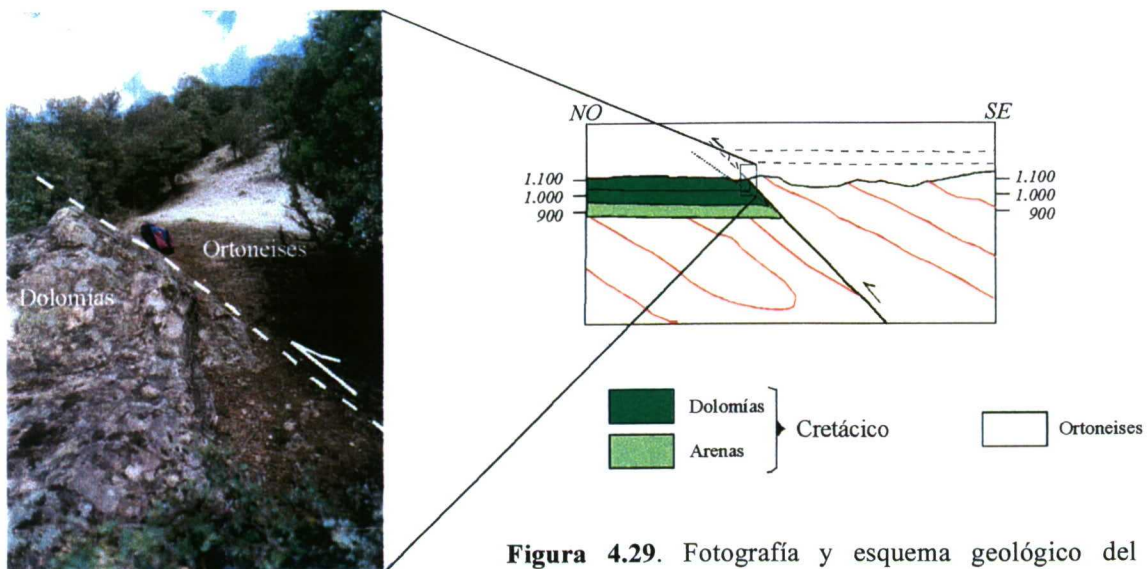 Ortoneises
Dolomías
NO
SE
1.100
1.000
900
1.100
1.000
900
Dolomías
Arenas
Cretácico
Ortoneises
Figura 4.29. Fotografía y esquema geológico del